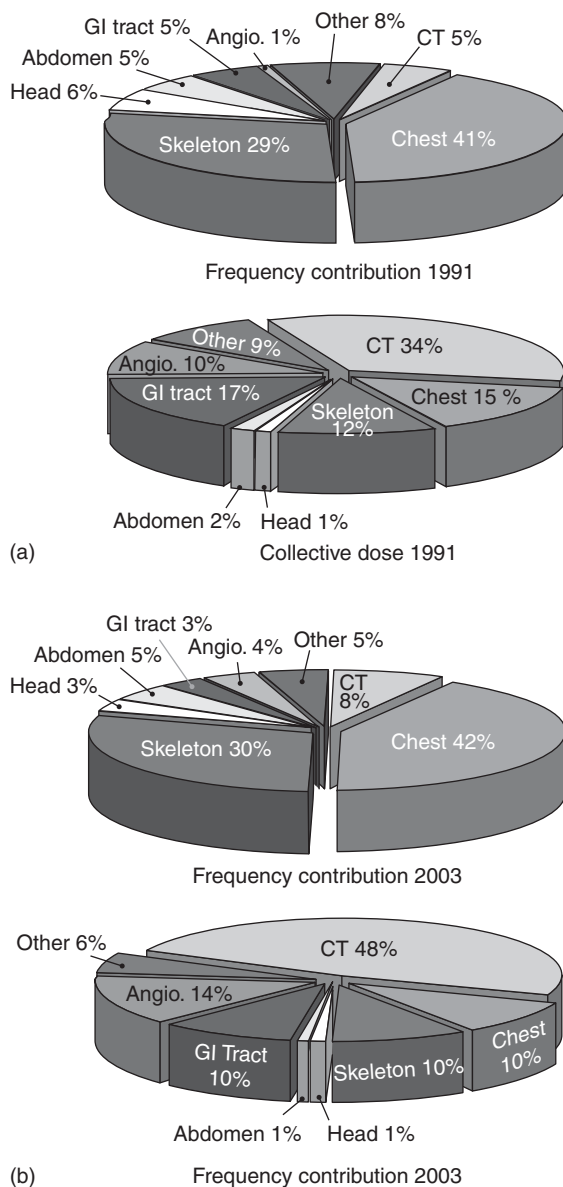 GI tract 5%
Angio. 1%
Other 8%
CT 5%
Abdomen 5%
Head 6%
Skeleton 29%
Chest 41%
Frequency contribution 1991
Other 9%
CT 34%
Angio. 10%
GI tract 17%
Chest 15 %
Skeleton
12%
Abdomen 2%
Head 1%
(a)
Collective dose 1991
GI tract 3%
Angio. 4%
Other 5%
Abdomen 5%
CT
8%
Head 3%
Skeleton 30%
Chest 42%
Frequency contribution 2003
Other 6%
CT 48%
Angio. 14%
GI Tract
10%
Skeleton 10%
Chest
10%
Abdomen 1%
Head 1%
(b)
Frequency contribution 2003